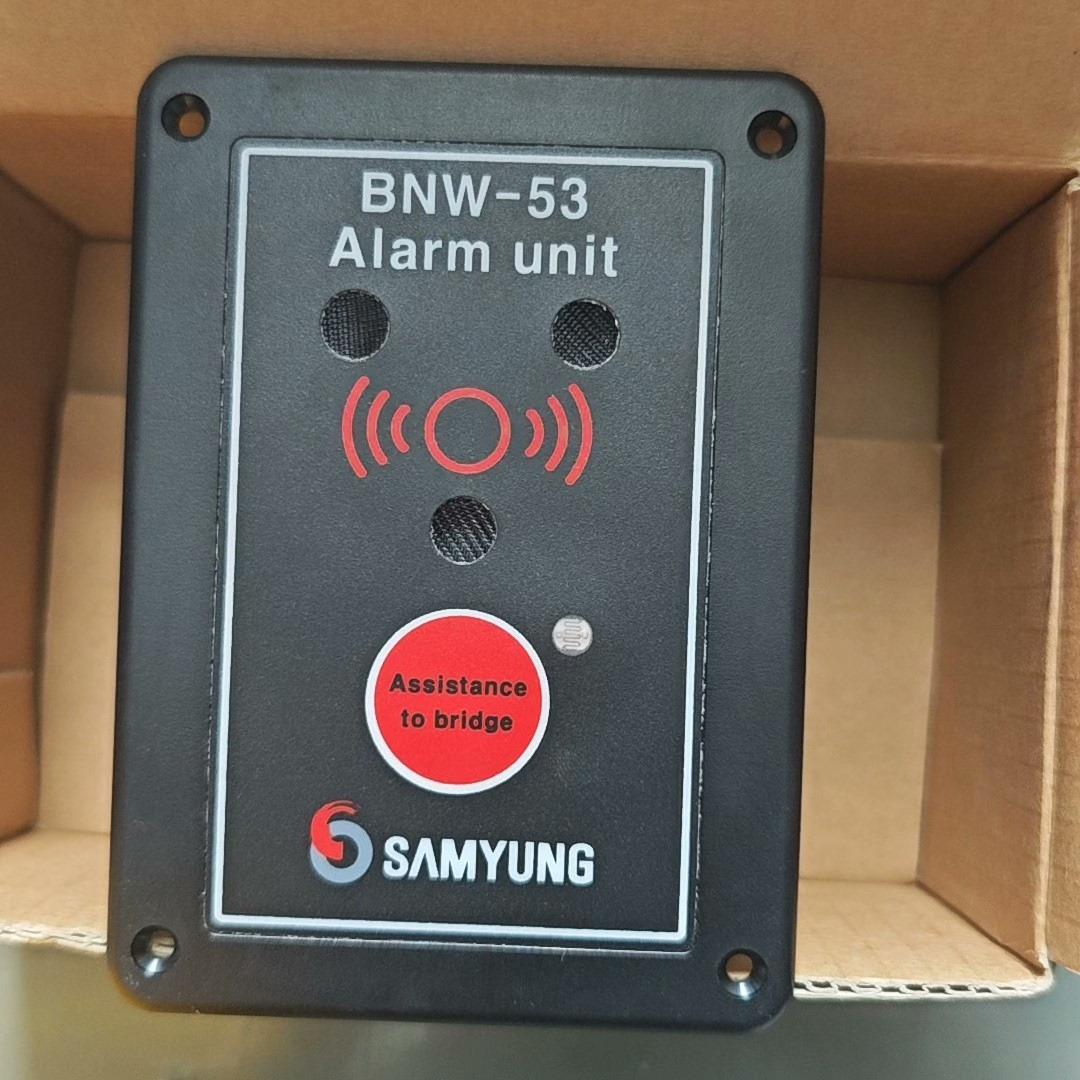 BNW-53
Alarm unit
Assistance
to bridge
SAMYUNG